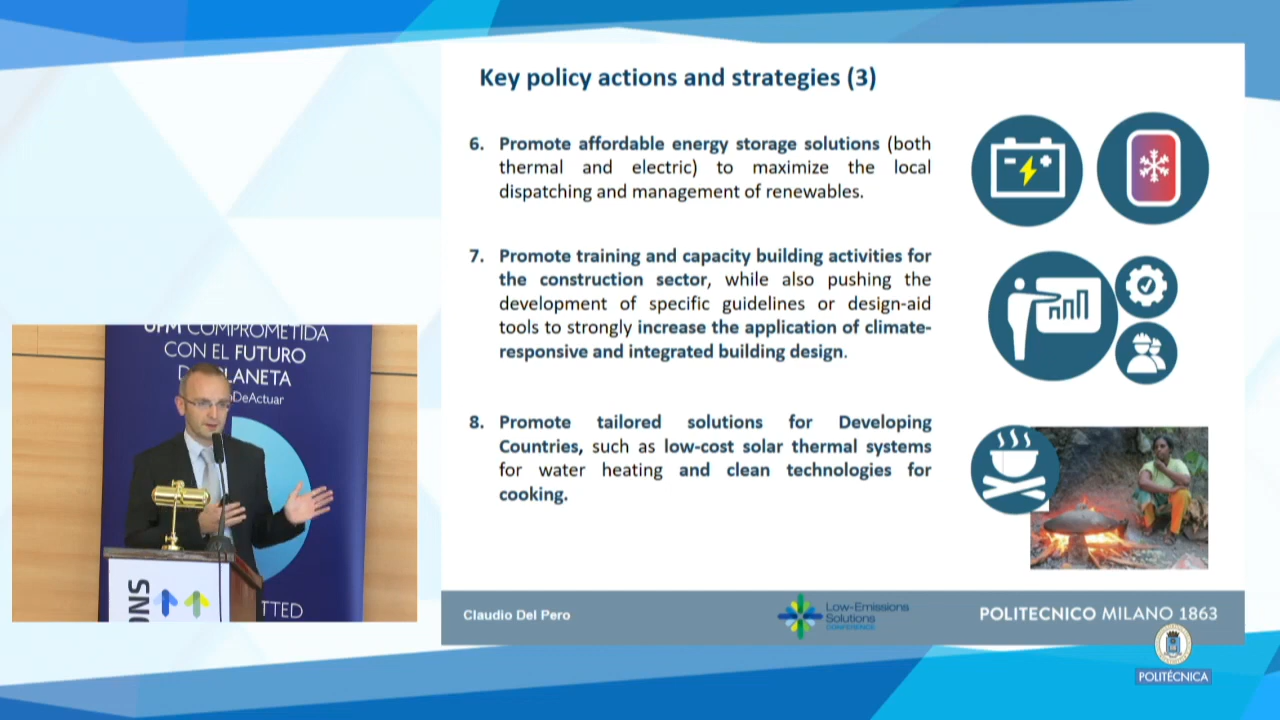 Key policy actions and strategies (3)
6. Promote affordable energy storage solutions (both
thermal and electric) to maximize the local
dispatching and management of renewables.
7. Promote training and capacity building activities for
the construction sector, while also pushing the
development of specific guidelines or design-aid
tools to strongly increase the application of climate-
responsive and integrated building design.
8. Promote tailored solutions for Developing
Countries, such as low-cost solar thermal systems
for water heating and clean technologies for
cooking.
UPM COMPROMETIDA
CON EL FUTURO
PLANETA
DeActuar
TTED
ONS
Claudio Del Pero
Low-Emissions
Solutions
CONFERENCE
POLITECNICO MILANO 1863
POLITÉCNICA